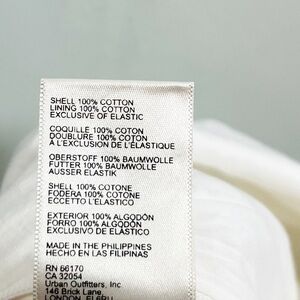 SHELL 100% COTTON
LINING 100% COTTON
EXCLUSIVE OF ELASTIC
COQUILLE 100% COTON
DOUBLURE 100% COTON
A L'EXCLUSION DE L'ÉLASTIQUE
OBERSTOFF 100% BAUMWOLLE
FUTTER 100% BAUMWOLLE
AUSSER ELASTIK
SHELL 100% COTONE
FODERA 100% COTONE
ECCETTO L'ELASTICO
EXTERIOR 100% ALGODÓN
FORRO 100% ALGODÓN
EXCLUSIVO DE ELASTICO
MADE IN THE PHILIPPINES
HECHO EN LAS FILIPINAS
RN 66170
CA 32054
Urban Outfitters, Inc
146 Brick Lane,
LONDON, E16RU